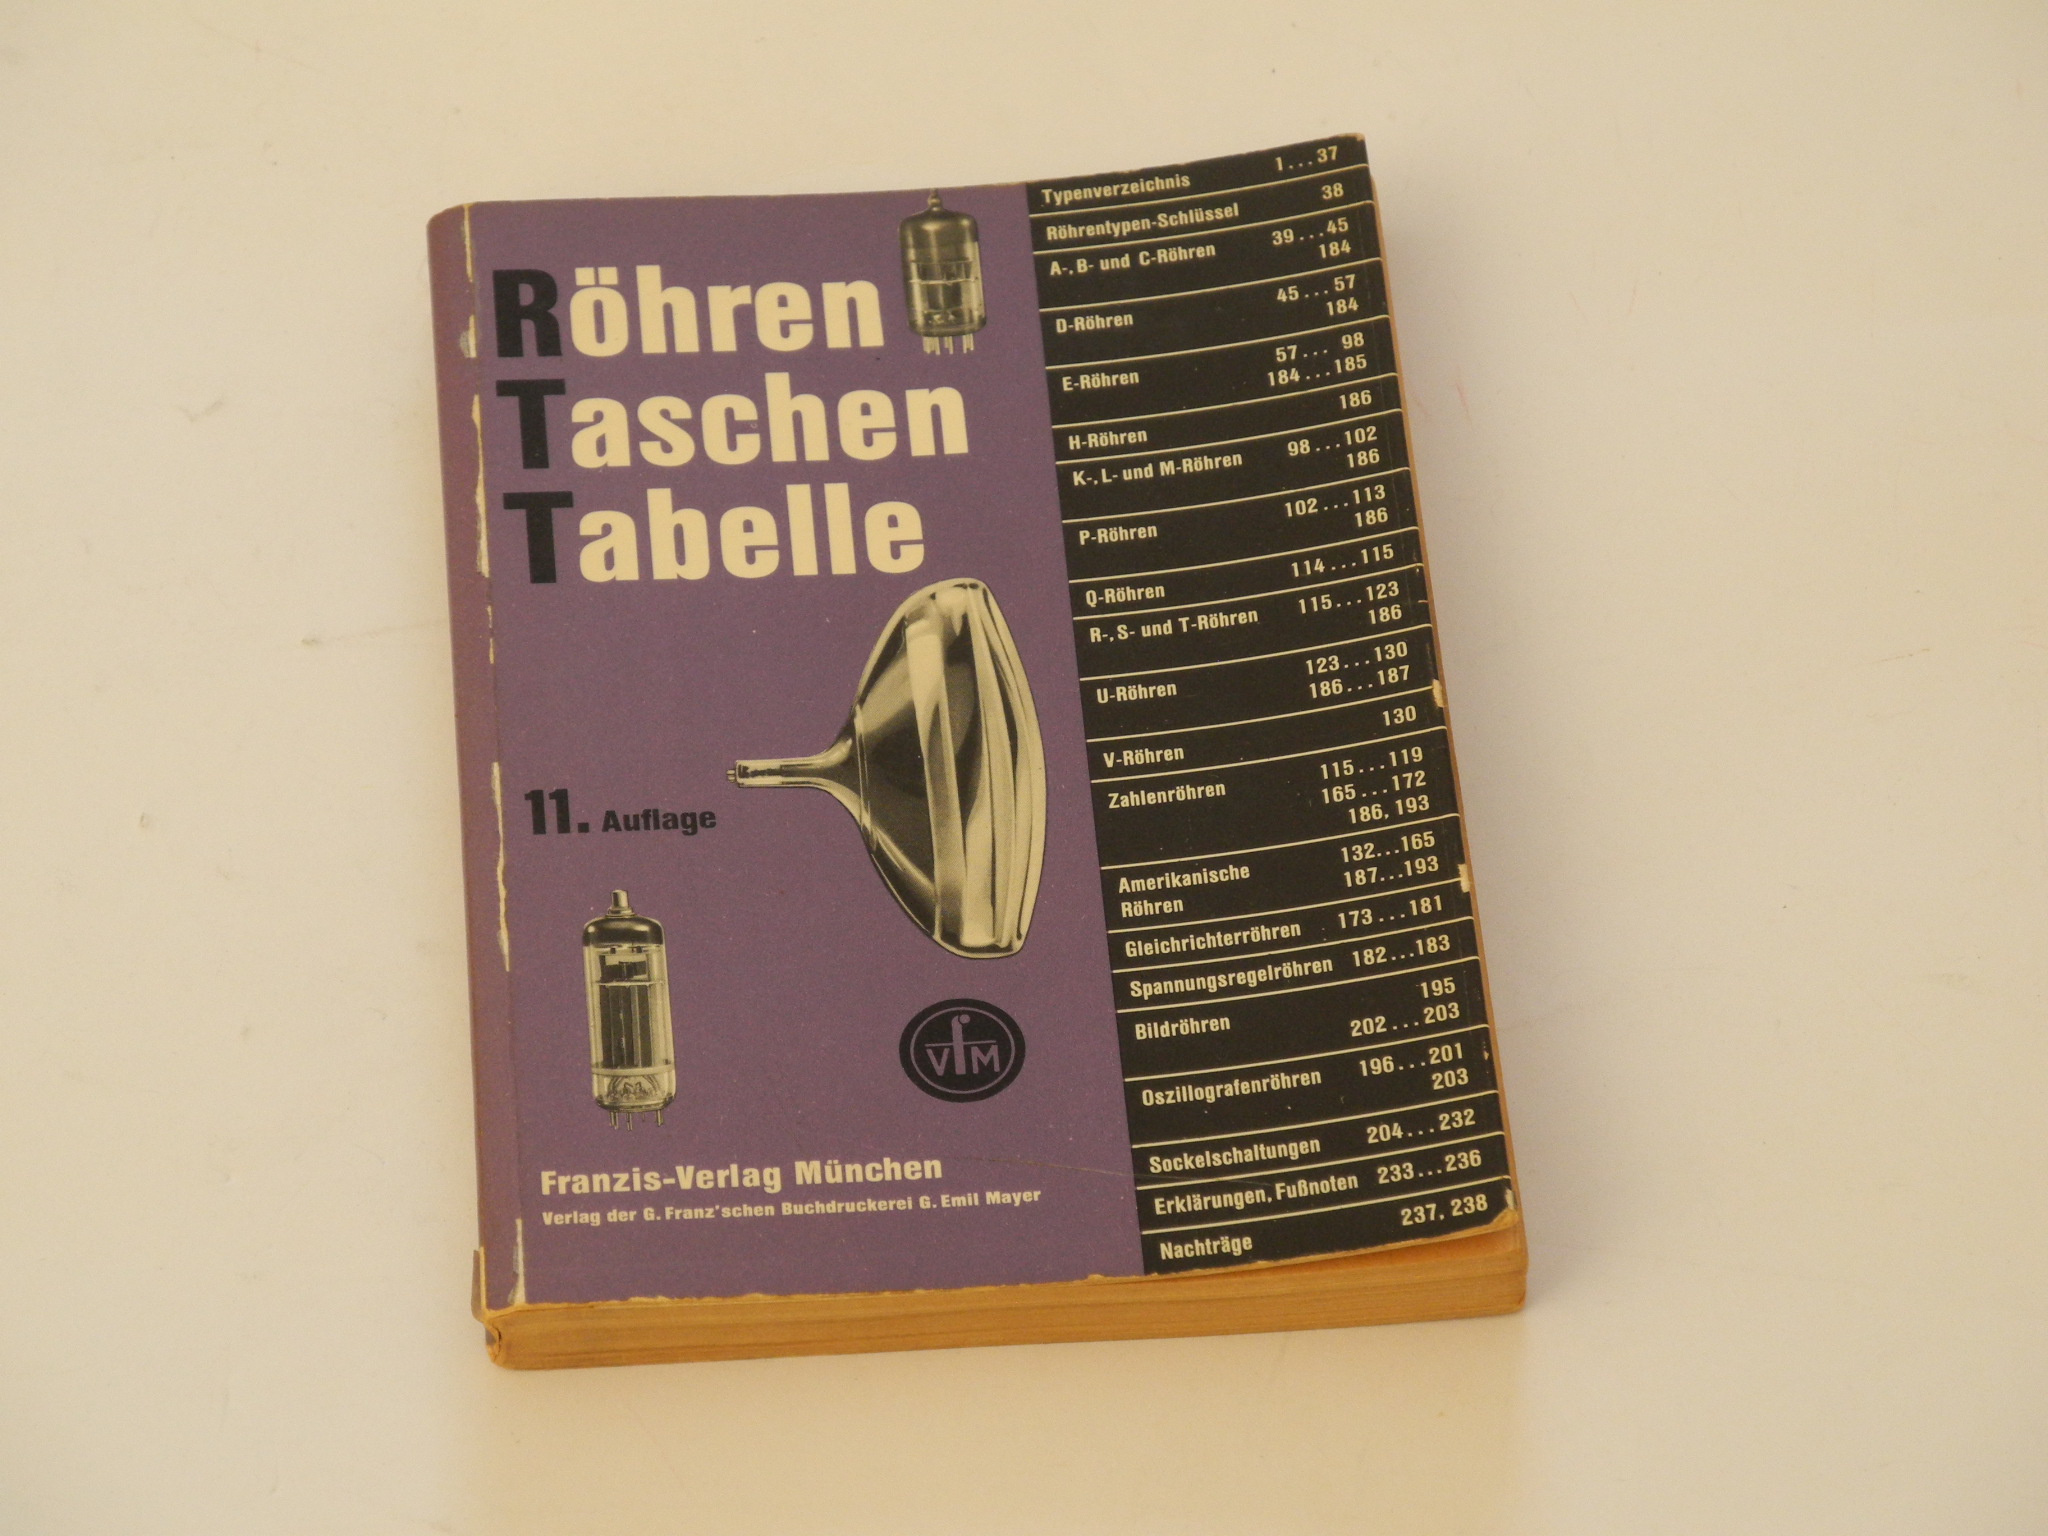 Röhren
Taschen
Tabelle
11. Auflage
VfM
Franzis-Verlag München
Verlag der G. Franz'schen Buchdruckerei G. Emil Mayer
Typenverzeichnis 1...37
Röhrentypen-Schlüssel 38
A-, B- und C-Röhren 39...45
184
D-Röhren 45...57
184
E-Röhren 57... 98
184...185
H-Röhren 186
K-, L- und M-Röhren 98...102
186
P-Röhren 102...113
186
Q-Röhren 114...115
R-, S- und T-Röhren 115...123
186
U-Röhren 123...130
186...187
V-Röhren 130
Zahlenröhren 115...119
165...172
186, 193
Amerikanische 132...165
Röhren 187...193
Gleichrichterröhren 173...181
Spannungsregelröhren 182...183
Bildröhren 195
202...203
Oszillografenröhren 196...201
203
Sockelschaltungen 204...232
Erklärungen, Fußnoten 233...236
Nachträge 237, 238